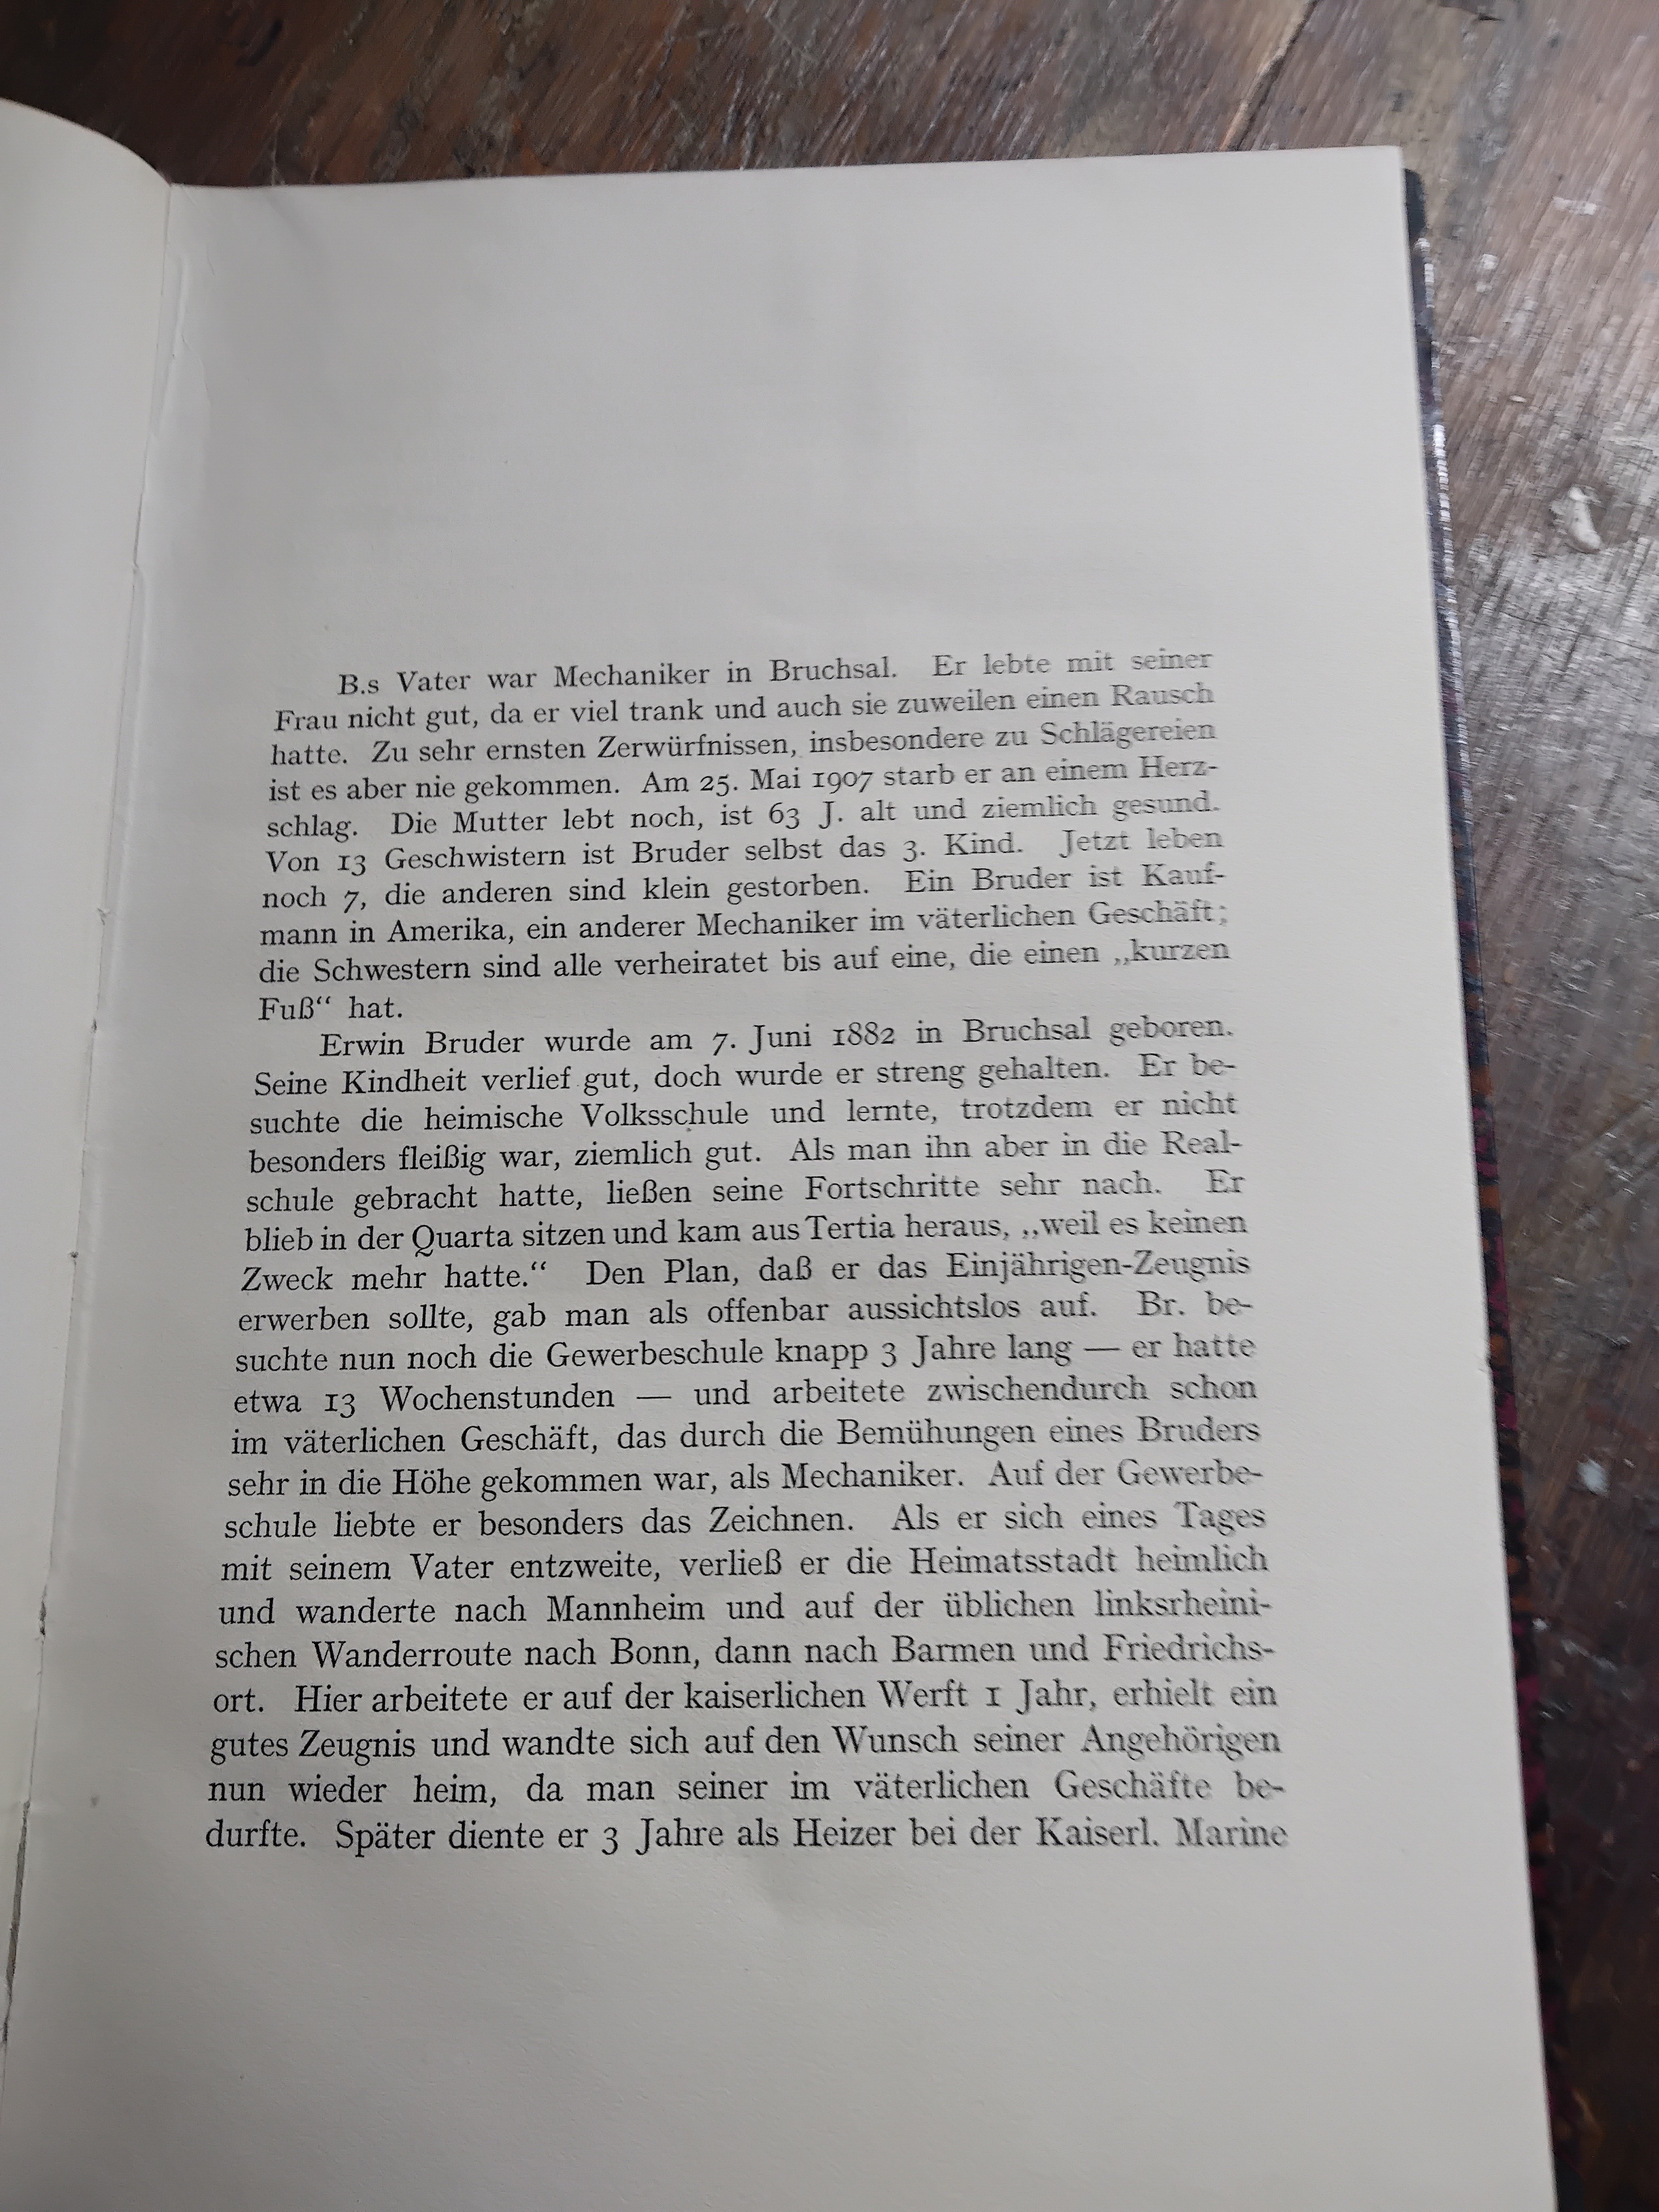 B.s Vater war Mechaniker in Bruchsal. Er lebte mit seiner
Frau nicht gut, da er viel trank und auch sie zuweilen einen Rausch
hatte. Zu sehr ernsten Zerwürfnissen, insbesondere zu Schlägereien
ist es aber nie gekommen. Am 25. Mai 1907 starb er an einem Herz-
schlag. Die Mutter lebt noch, ist 63 J. alt und ziemlich gesund.
Von 13 Geschwistern ist Bruder selbst das 3. Kind. Jetzt leben
noch 7, die anderen sind klein gestorben. Ein Bruder ist Kauf-
mann in Amerika, ein anderer Mechaniker im väterlichen Geschäft;
die Schwestern sind alle verheiratet bis auf eine, die einen „kurzen
Fuß“ hat.
Erwin Bruder wurde am 7. Juni 1882 in Bruchsal geboren.
Seine Kindheit verlief gut, doch wurde er streng gehalten. Er be-
suchte die heimische Volksschule und lernte, trotzdem er nicht
besonders fleißig war, ziemlich gut. Als man ihn aber in die Real-
schule gebracht hatte, ließen seine Fortschritte sehr nach. Er
blieb in der Quarta sitzen und kam aus Tertia heraus, „weil es keinen
Zweck mehr hatte.“ Den Plan, daß er das Einjährigen-Zeugnis
erwerben sollte, gab man als offenbar aussichtslos auf. Br. be-
suchte nun noch die Gewerbeschule knapp 3 Jahre lang — er hatte
etwa 13 Wochenstunden — und arbeitete zwischendurch schon
im väterlichen Geschäft, das durch die Bemühungen eines Bruders
sehr in die Höhe gekommen war, als Mechaniker. Auf der Gewerbe-
schule liebte er besonders das Zeichnen. Als er sich eines Tages
mit seinem Vater entzweite, verließ er die Heimatsstadt heimlich
und wanderte nach Mannheim und auf der üblichen linksrheini-
schen Wanderroute nach Bonn, dann nach Barmen und Friedrichs-
ort. Hier arbeitete er auf der kaiserlichen Werft 1 Jahr, erhielt ein
gutes Zeugnis und wandte sich auf den Wunsch seiner Angehörigen
nun wieder heim, da man seiner im väterlichen Geschäfte be-
durfte. Später diente er 3 Jahre als Heizer bei der Kaiserl. Marine